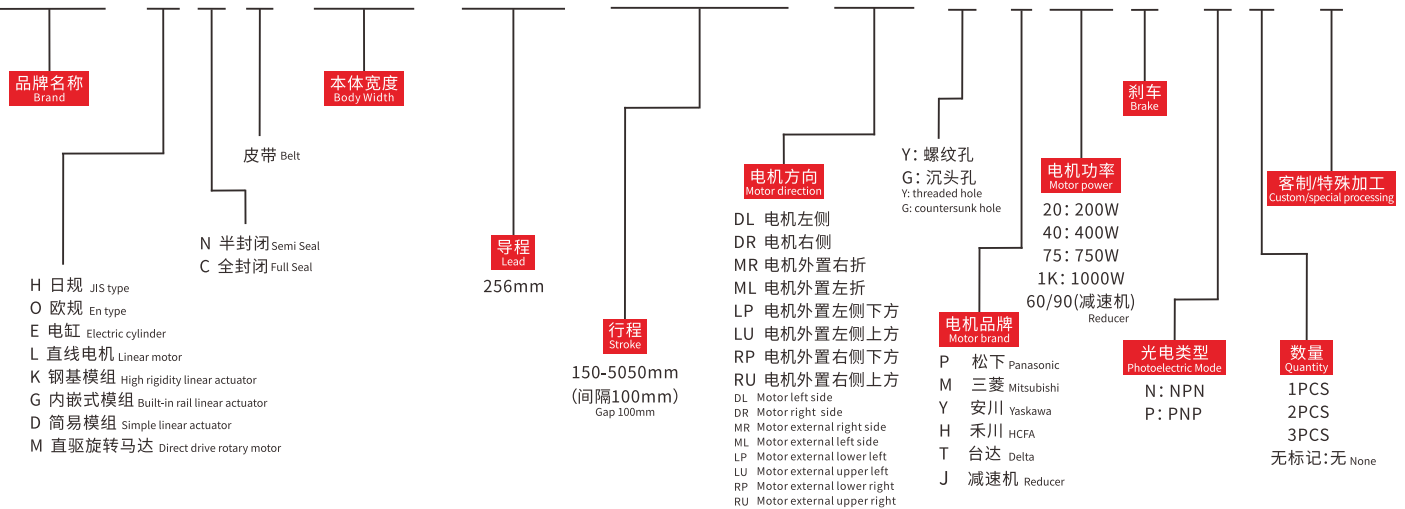 品牌名称
Brand
H 日规 JIS type
O 欧规 En type
E 电缸 Electric cylinder
L 直线电机 Linear motor
K 钢基模组 High rigidity linear actuator
G 内嵌式模组 Built-in rail linear actuator
D 简易模组 Simple linear actuator
M 直驱旋转马达 Direct drive rotary motor
N 半封闭 Semi Seal
C 全封闭 Full Seal
皮带 Belt
本体宽度
Body Width
导程
Lead
256mm
行程
Stroke
150-5050mm
(间隔100mm)
Gap 100mm
电机方向
Motor direction
DL 电机左侧
DR 电机右侧
MR 电机外置右折
ML 电机外置左折
LP 电机外置左侧下方
LU 电机外置左侧上方
RP 电机外置右侧下方
RU 电机外置右侧上方
DL Motor left side
DR Motor right side
MR Motor external right side
ML Motor external left side
LP Motor external lower left
LU Motor external upper left
RP Motor external lower right
RU Motor external upper right
Y: 螺纹孔
G: 沉头孔
Y: threaded hole
G: countersunk hole
电机品牌
Motor brand
P 松下 Panasonic
M 三菱 Mitsubishi
Y 安川 Yaskawa
H 禾川 HCFA
T 台达 Delta
J 减速机 Reducer
电机功率
Motor power
20: 200W
40: 400W
75: 750W
1K: 1000W
60/90(减速机)
Reducer
刹车
Brake
光电类型
Photoelectric Mode
N: NPN
P: PNP
数量
Quantity
1PCS
2PCS
3PCS
无标记:无 None
客制/特殊加工
Custom/special processing